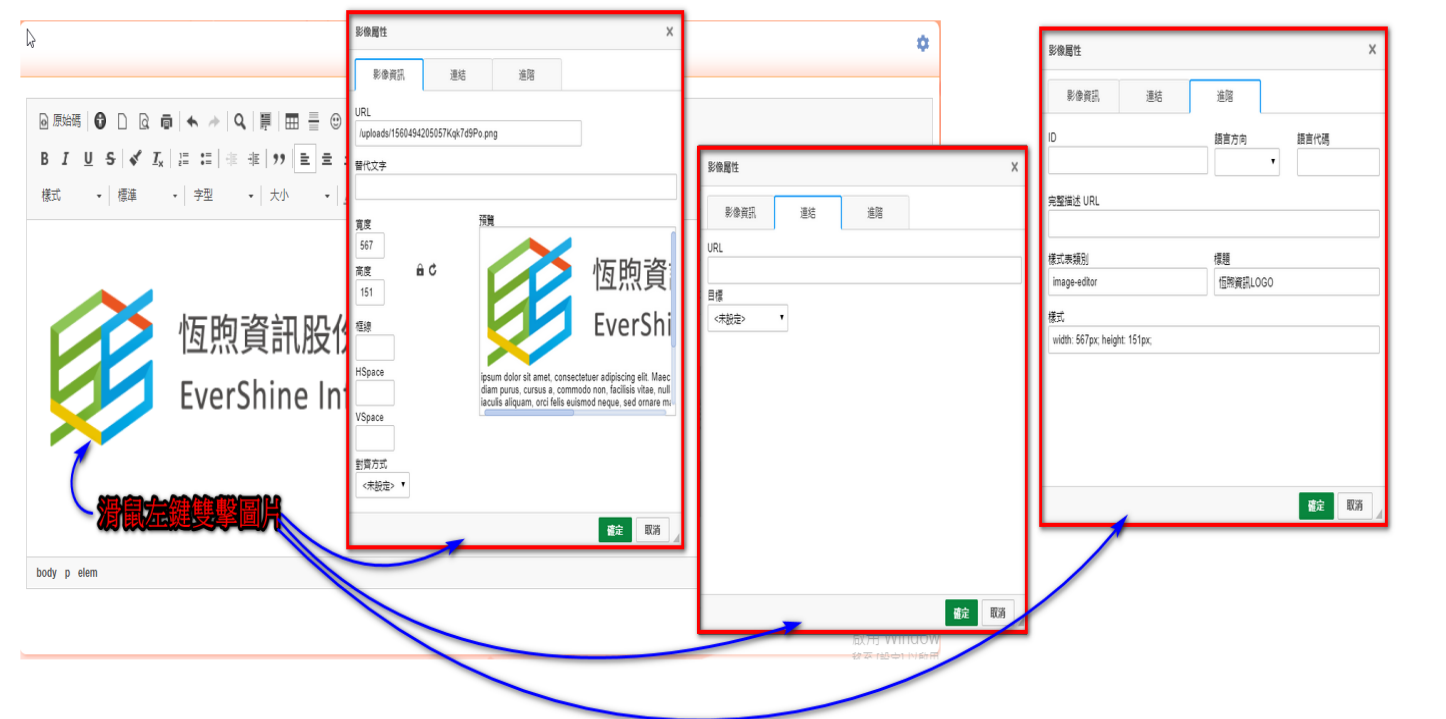 原始碼
B I U S
樣式 標準 字型 大小
恆煦資訊股份
EverShine In
滑鼠左鍵雙擊圖片
body p elem
影像屬性 X
影像資訊 連結 進階
URL
/uploads/1560494205057Kqk7d9Po.png
替代文字
寬度
567
高度
151
框線
HSpace
VSpace
對齊方式
<未設定>
預覽
恆煦資
EverShi
ipsum dolor sit amet, consectetuer adipiscing elit. Maec
diam purus, cursus a, commodo non, facilisis vitae, null
iaculis aliquam, orci felis euismod neque, sed ornare ma
確定 取消
影像屬性 X
影像資訊 連結 進階
URL
目標
<未設定>
確定 取消
啟用 Window
影像屬性 X
影像資訊 連結 進階
ID 語言方向 語言代碼
完整描述 URL
樣式表類別 標題
image-editor 恆煦資訊LOGO
樣式
width: 567px; height: 151px;
確定 取消